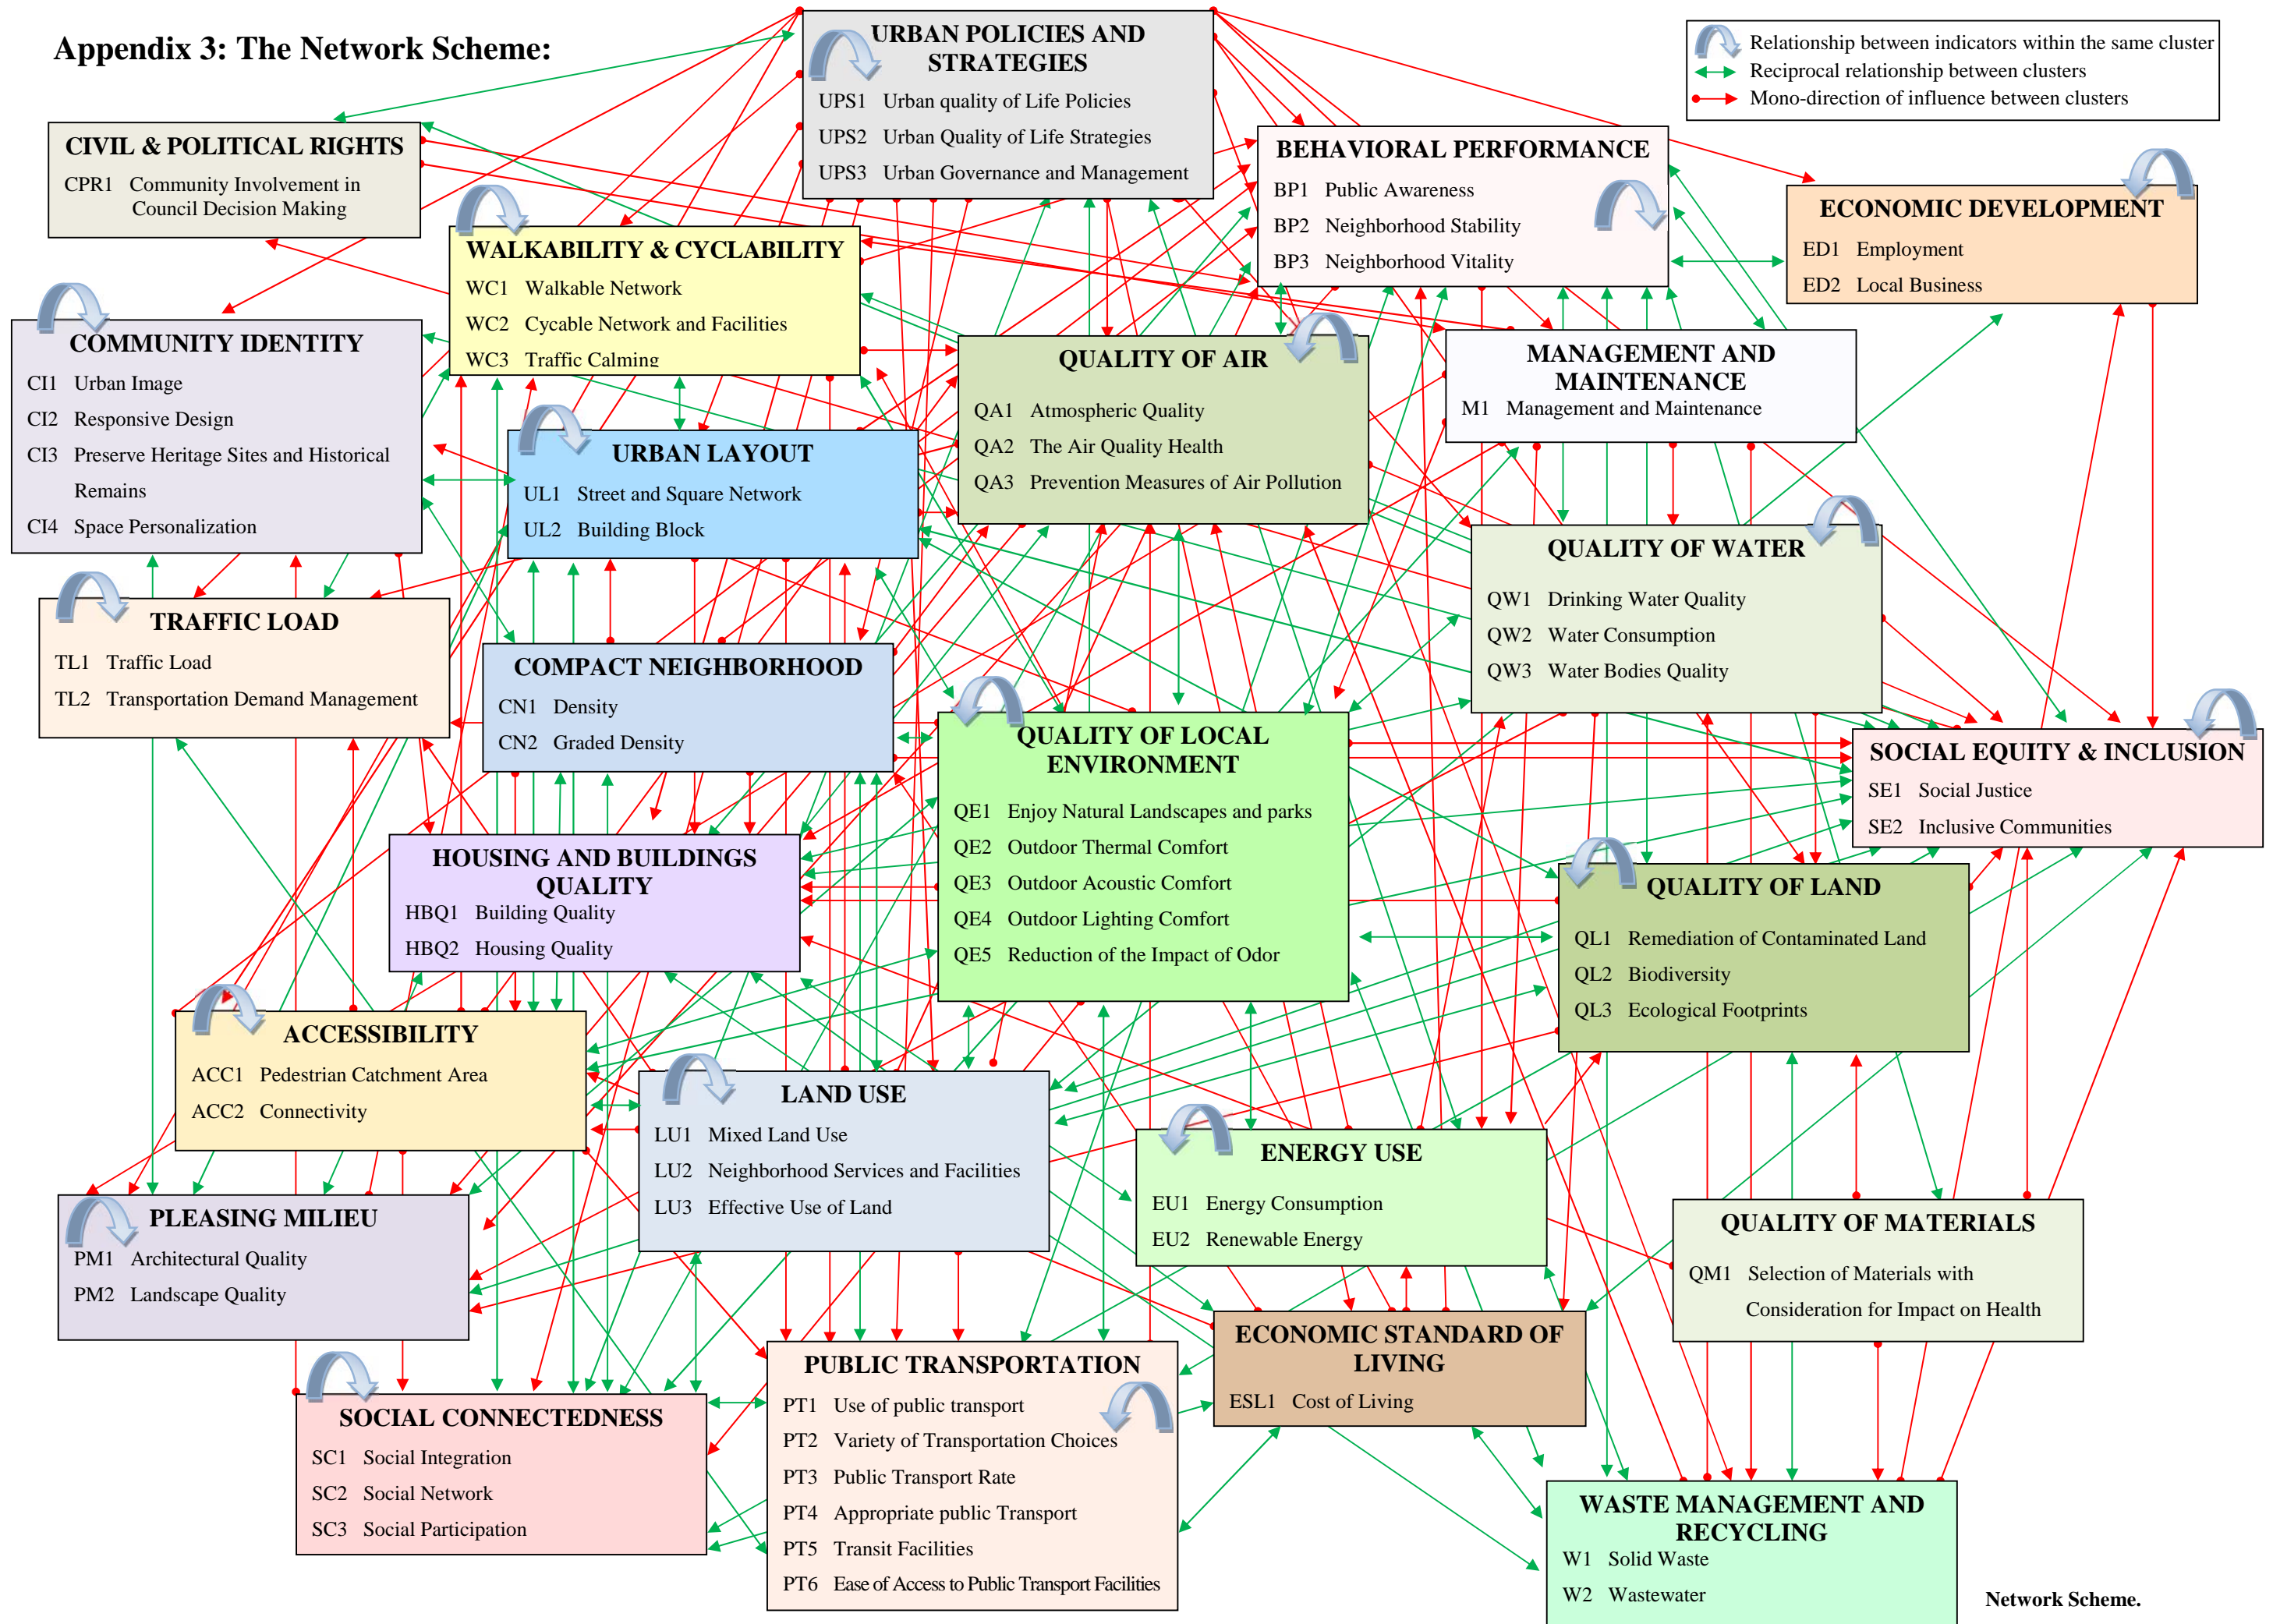 Appendix 3: The Network Scheme:
Relationship between indicators within the same cluster
Reciprocal relationship between clusters
Mono-direction of influence between clusters
URBAN POLICIES AND
STRATEGIES
UPS1 Urban quality of Life Policies
UPS2 Urban Quality of Life Strategies
UPS3 Urban Governance and Management
CIVIL & POLITICAL RIGHTS
CPR1 Community Involvement in
Council Decision Making
BEHAVIORAL PERFORMANCE
BP1 Public Awareness
BP2 Neighborhood Stability
BP3 Neighborhood Vitality
ECONOMIC DEVELOPMENT
ED1 Employment
ED2 Local Business
WALKABILITY & CYCLABILITY
WC1 Walkable Network
WC2 Cycable Network and Facilities
WC3 Traffic Calming
COMMUNITY IDENTITY
CI1 Urban Image
CI2 Responsive Design
CI3 Preserve Heritage Sites and Historical
Remains
CI4 Space Personalization
QUALITY OF AIR
QA1 Atmospheric Quality
QA2 The Air Quality Health
QA3 Prevention Measures of Air Pollution
MANAGEMENT AND
MAINTENANCE
M1 Management and Maintenance
URBAN LAYOUT
UL1 Street and Square Network
UL2 Building Block
QUALITY OF WATER
QW1 Drinking Water Quality
QW2 Water Consumption
QW3 Water Bodies Quality
TRAFFIC LOAD
TL1 Traffic Load
TL2 Transportation Demand Management
COMPACT NEIGHBORHOOD
CN1 Density
CN2 Graded Density
QUALITY OF LOCAL
ENVIRONMENT
QE1 Enjoy Natural Landscapes and parks
QE2 Outdoor Thermal Comfort
QE3 Outdoor Acoustic Comfort
QE4 Outdoor Lighting Comfort
QE5 Reduction of the Impact of Odor
SOCIAL EQUITY & INCLUSION
SE1 Social Justice
SE2 Inclusive Communities
HOUSING AND BUILDINGS
QUALITY
HBQ1 Building Quality
HBQ2 Housing Quality
QUALITY OF LAND
QL1 Remediation of Contaminated Land
QL2 Biodiversity
QL3 Ecological Footprints
ACCESSIBILITY
ACC1 Pedestrian Catchment Area
ACC2 Connectivity
LAND USE
LU1 Mixed Land Use
LU2 Neighborhood Services and Facilities
LU3 Effective Use of Land
ENERGY USE
EU1 Energy Consumption
EU2 Renewable Energy
PLEASING MILIEU
PM1 Architectural Quality
PM2 Landscape Quality
QUALITY OF MATERIALS
QM1 Selection of Materials with
Consideration for Impact on Health
ECONOMIC STANDARD OF
LIVING
ESL1 Cost of Living
PUBLIC TRANSPORTATION
PT1 Use of public transport
PT2 Variety of Transportation Choices
PT3 Public Transport Rate
PT4 Appropriate public Transport
PT5 Transit Facilities
PT6 Ease of Access to Public Transport Facilities
SOCIAL CONNECTEDNESS
SC1 Social Integration
SC2 Social Network
SC3 Social Participation
WASTE MANAGEMENT AND
RECYCLING
W1 Solid Waste
W2 Wastewater
Network Scheme.